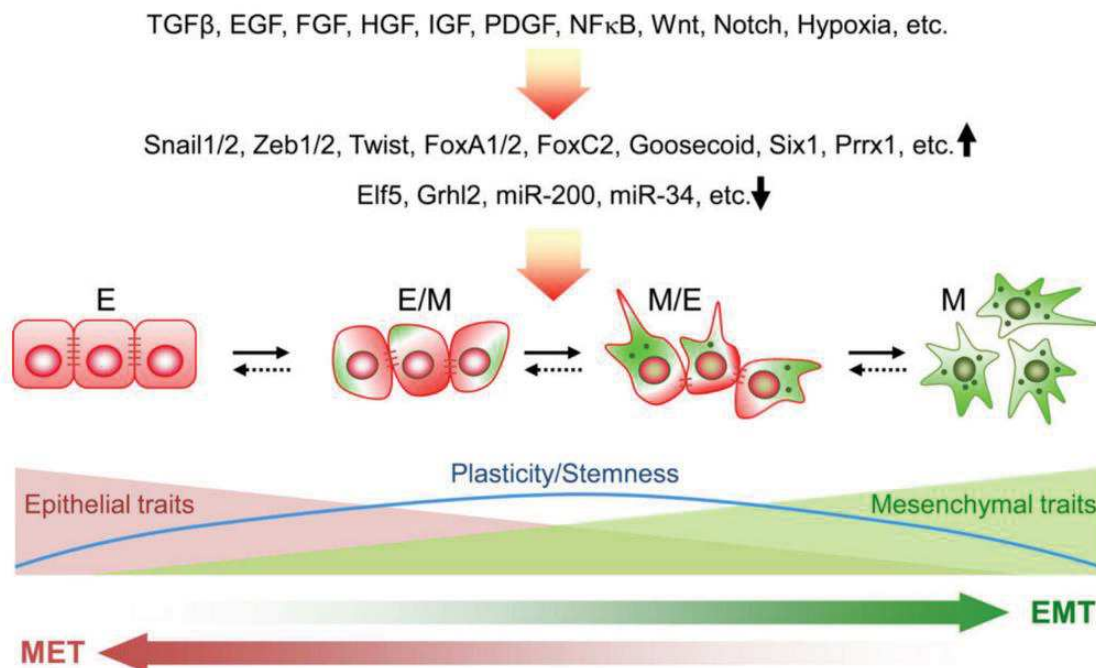 TGFβ, EGF, FGF, HGF, IGF, PDGF, NFκB, Wnt, Notch, Hypoxia, etc.
Snail1/2, Zeb1/2, Twist, FoxA1/2, FoxC2, Goosecoid, Six1, Prrx1, etc.
Elf5, Grhl2, miR-200, miR-34, etc.
E E/M M/E M
Plasticity/Stemness
Epithelial traits Mesenchymal traits
EMT
MET